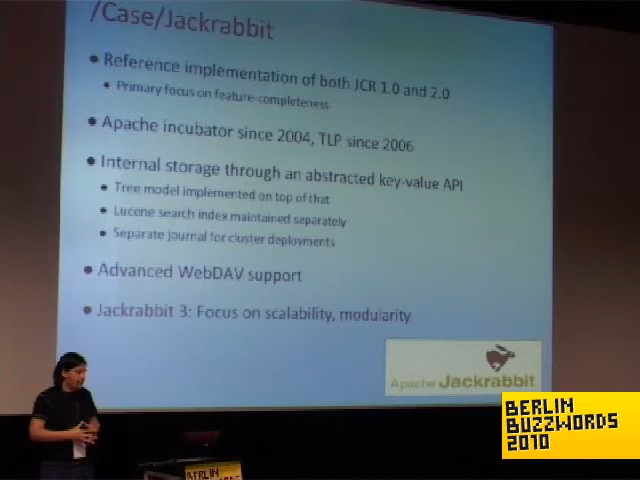 /Case/Jackrabbit
• Reference implementation of both JCR 1.0 and 2.0
• Primary focus on feature-completeness
• Apache incubator since 2004, TLP since 2006
• Internal storage through an abstracted key-value API
• Tree model implemented on top of that
• Lucene search index maintained separately
• Separate journal for cluster deployments
• Advanced WebDAV support
• Jackrabbit 3: Focus on scalability, modularity
Apache Jackrabbit
BERLIN
BUZZWORDS
2010
BERLIN
BUZZWORDS